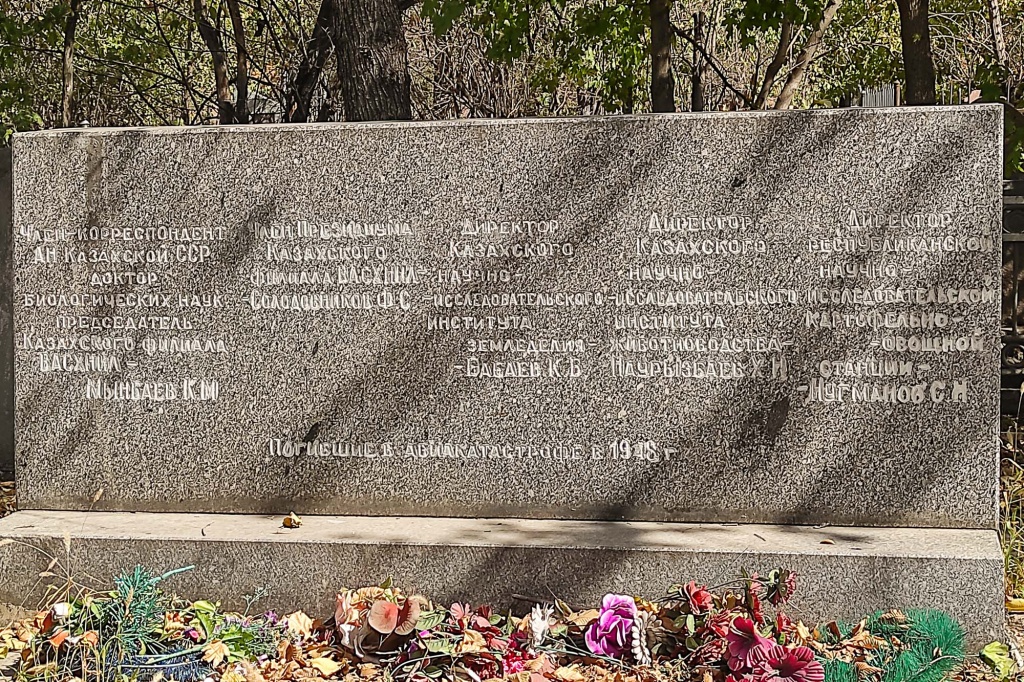 Член-корреспондент
АН Казахской ССР
доктор
биологических наук
председатель
Казахского филиала
ВАСХНИЛ-
Мынбаев К.М
Член Президиума
Казахского
филиала ВАСХНИЛ-
-Солодовников Ф.С
Директор
Казахского
научно-
-исследовательского
института
земледелия-
-Бабаев К.Б
Директор
Казахского
научно-
-исследовательского
института
животноводства-
Наурызбаев Х.И
Директор
республиканской
научно-
исследовательской
картофельно-
-овощной
станции-
-Нугманов С.Н
Погибшие в авиакатастрофе в 1948 г